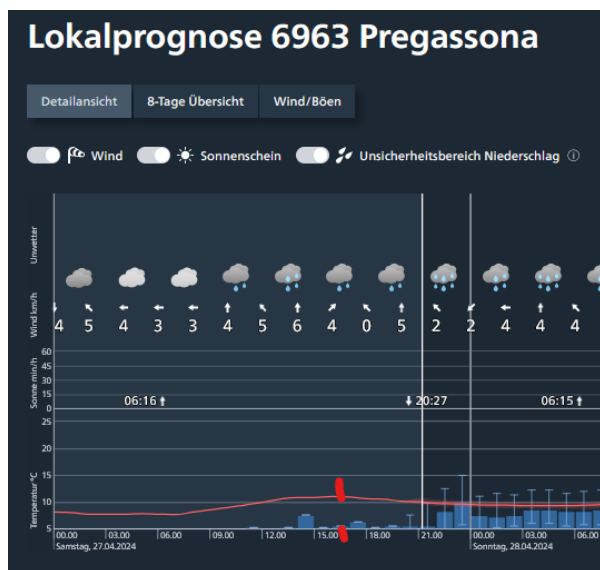 Lokalprognose 6963 Pregassona
Detailansicht 8-Tage Übersicht Wind/Böen
Wind Sonnenschein Unsicherheitsbereich Niederschlag
Unwetter
Wind km/h
4 5 4 3 3 4 5 6 4 0 5 2 2 4 4 4
Sonne min/h
60
45
30
15
0
06:16 20:27 06:15
Temperatur °C
25
20
15
10
5
00.00 03.00 06.00 09.00 12.00 15.00 18.00 21.00 00.00 03.00 06.00
Samstag, 27.04.2024 Sonntag, 28.04.2024